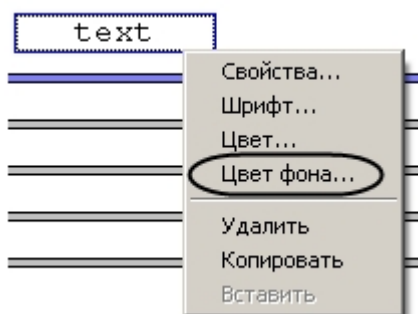 text
Свойства...
Шрифт...
Цвет...
Цвет фона...
Удалить
Копировать
Вставить